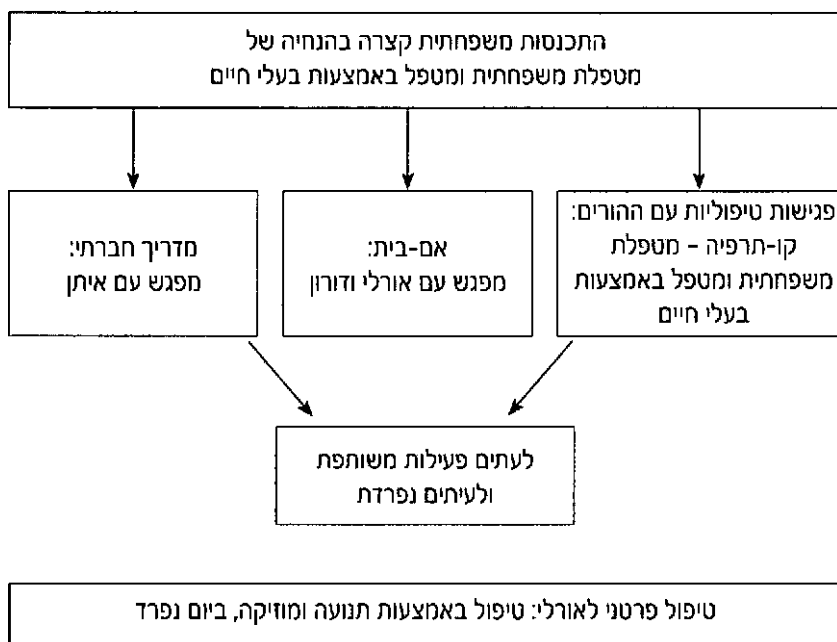 התכנסות משפחתית קצרה בהנחיה של
מטפלת משפחתית ומטפל באמצעות בעלי חיים
פגישות טיפוליות עם ההורים:
קו-תרפיה – מטפלת
משפחתית ומטפל באמצעות
בעלי חיים
אם-בית:
מפגש עם אורלי ודורון
מדריך חברתי:
מפגש עם איתן
לעתים פעילות משותפת
ולעיתים נפרדת
טיפול פרטני לאורלי: טיפול באמצעות תנועה ומוזיקה, ביום נפרד